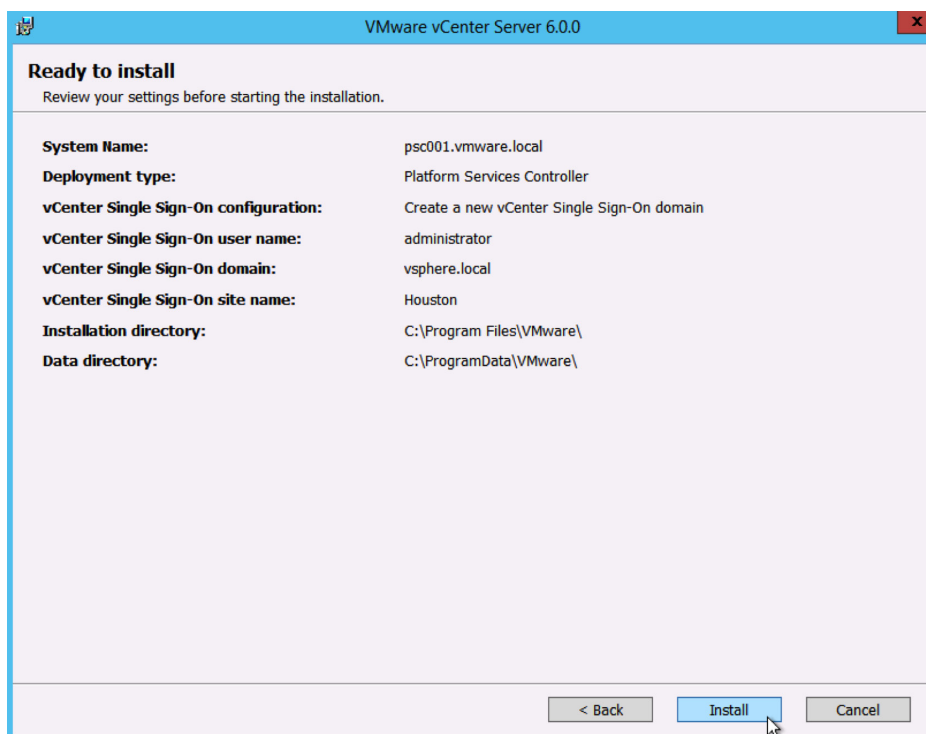 VMware vCenter Server 6.0.0
x
Ready to install
Review your settings before starting the installation.
System Name: psc001.vmware.local
Deployment type: Platform Services Controller
vCenter Single Sign-On configuration: Create a new vCenter Single Sign-On domain
vCenter Single Sign-On user name: administrator
vCenter Single Sign-On domain: vsphere.local
vCenter Single Sign-On site name: Houston
Installation directory: C:\Program Files\VMware\
Data directory: C:\ProgramData\VMware\
< Back Install Cancel